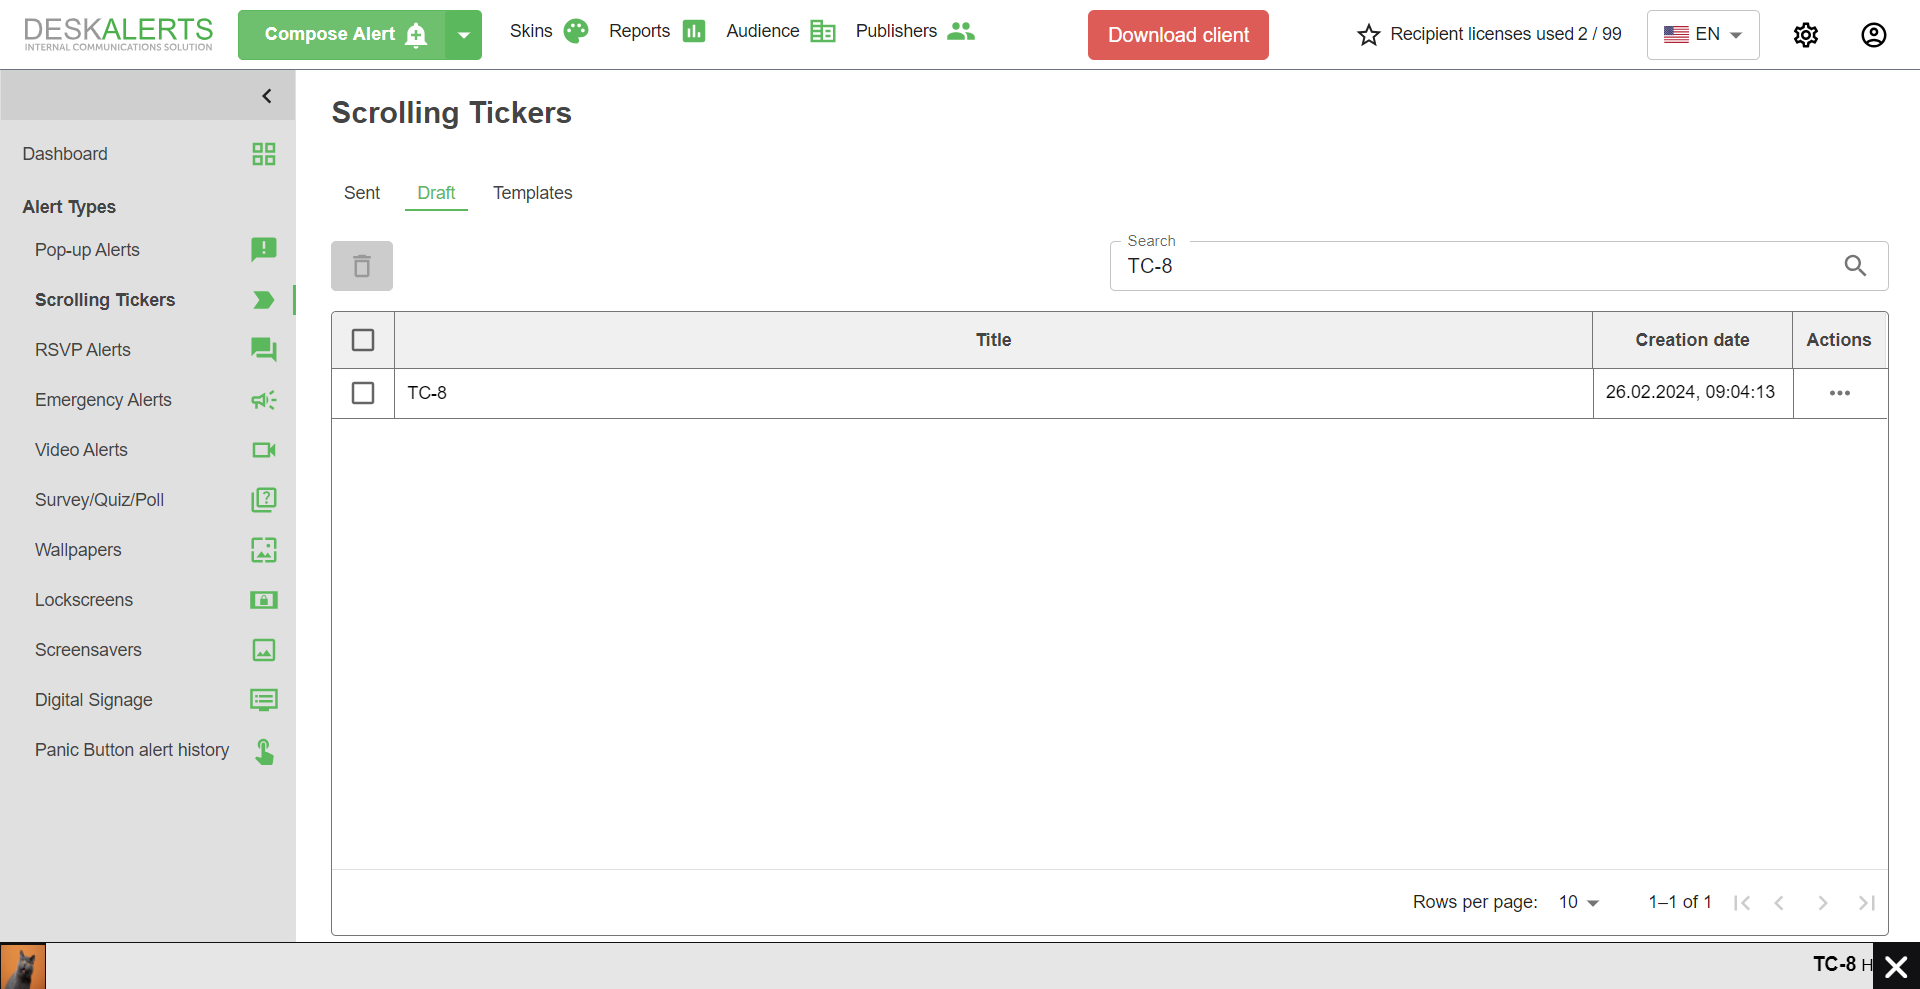 DESKALERTS
INTERNAL COMMUNICATIONS SOLUTION
Compose Alert
Skins
Reports
Audience
Publishers
Download client
Recipient licenses used 2 / 99
EN
Dashboard
Alert Types
Pop-up Alerts
Scrolling Tickers
RSVP Alerts
Emergency Alerts
Video Alerts
Survey/Quiz/Poll
Wallpapers
Lockscreens
Screensavers
Digital Signage
Panic Button alert history
Scrolling Tickers
Sent
Draft
Templates
Search
TC-8
Title
Creation date
Actions
TC-8
26.02.2024, 09:04:13
Rows per page:
10
1–1 of 1
TC-8 H